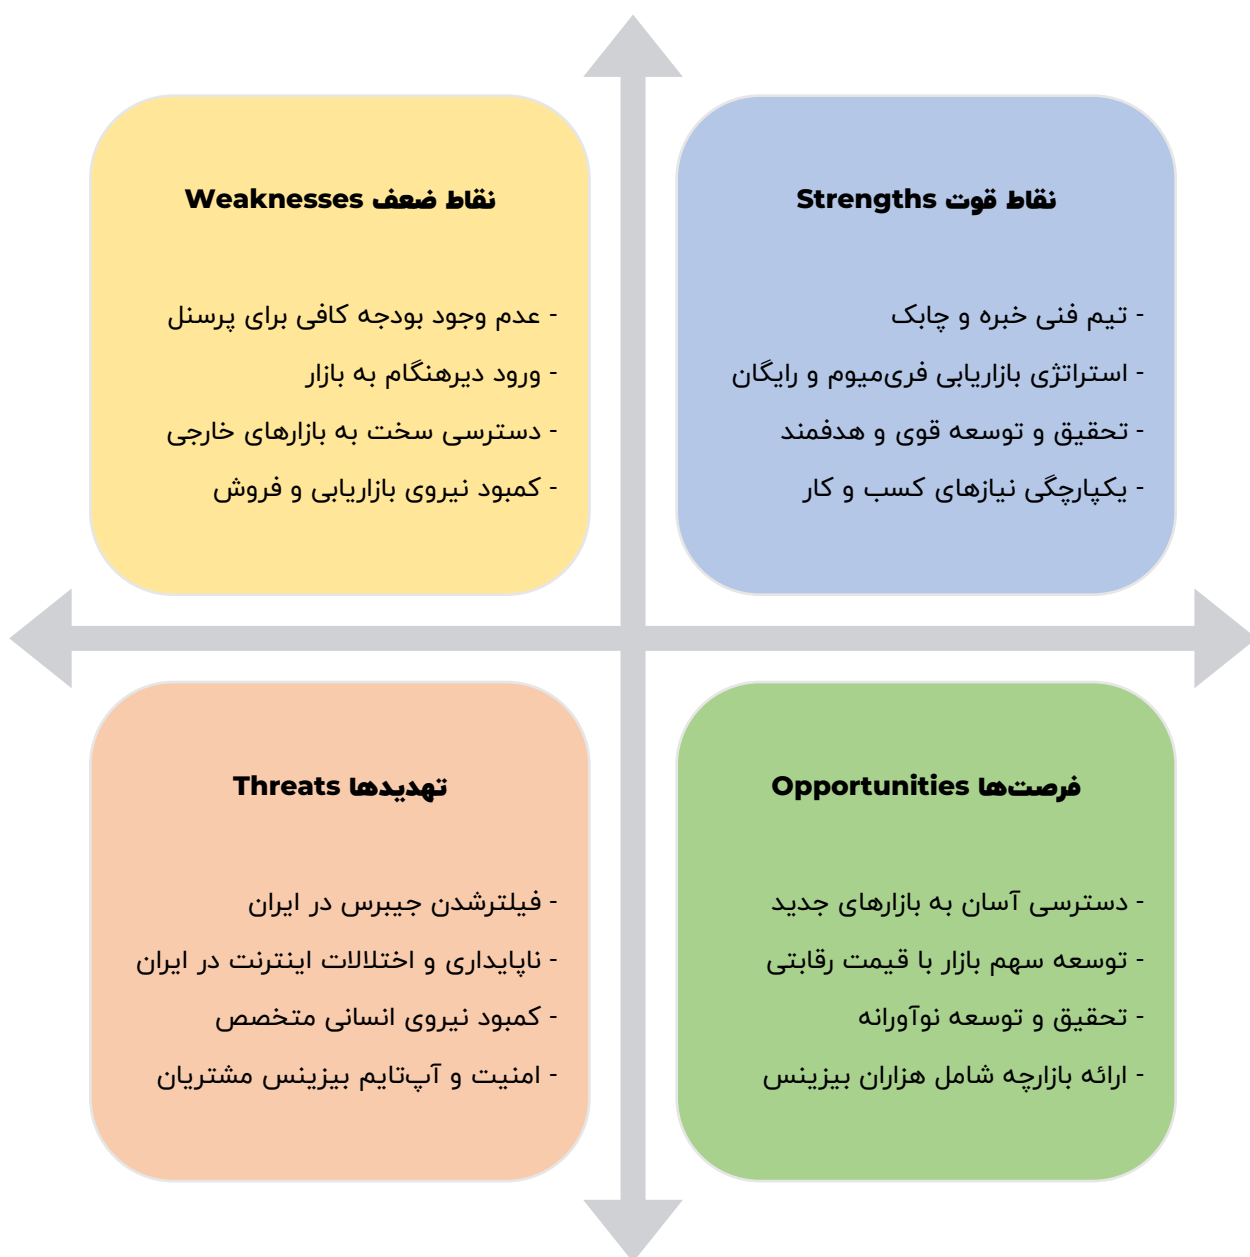 نقاط قوت Strengths
- تیم فنی خبره و چابک
- استراتژی بازاریابی فری‌میوم و رایگان
- تحقیق و توسعه قوی و هدفمند
- یکپارچگی نیازهای کسب و کار
نقاط ضعف Weaknesses
- عدم وجود بودجه کافی برای پرسنل
- ورود دیرهنگام به بازار
- دسترسی سخت به بازارهای خارجی
- کمبود نیروی بازاریابی و فروش
فرصت‌ها Opportunities
- دسترسی آسان به بازارهای جدید
- توسعه سهم بازار با قیمت رقابتی
- تحقیق و توسعه نوآورانه
- ارائه بازارچه شامل هزاران بیزینس
تهدیدها Threats
- فیلترشدن جیبرس در ایران
- ناپایداری و اختلالات اینترنت در ایران
- کمبود نیروی انسانی متخصص
- امنیت و آپ‌تایم بیزینس مشتریان